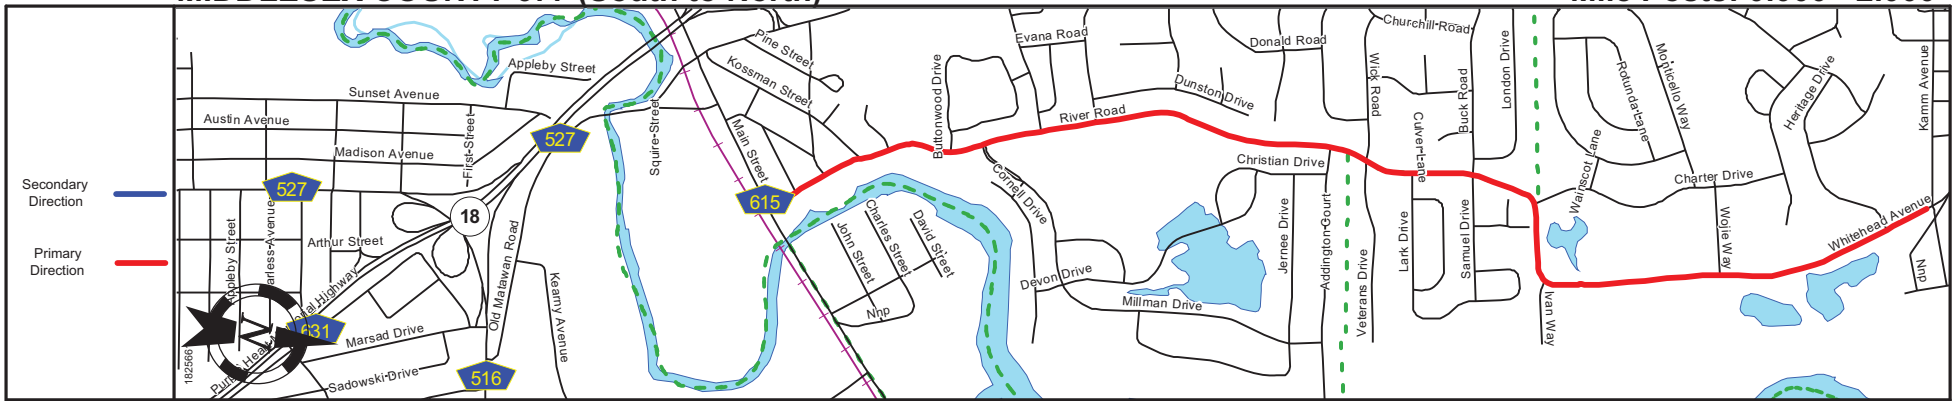 Secondary
Direction
Primary
Direction
Appleby Street
Sunset Avenue
Austin Avenue
Madison Avenue
First Street
527
527
18
Appleby Street
Arthur Street
631
Marsad Drive
Sadowski Drive
182566
Old Matawan Road
Kearny Avenue
516
Squire Street
Pine Street
Kossman Street
Main Street
615
John Street
Charles Street
David Street
Nnp
Buttonwood Drive
Evana Road
River Road
Dunston Drive
Donald Road
Cornell Drive
Devon Drive
Millman Drive
Christian Drive
Jernee Drive
Addington Court
Veterans Drive
Wick Road
Churchill Road
Culver Lane
Buck Road
London Drive
Lark Drive
Samuel Drive
Ivan Way
Wainscot Lane
Rotunda Lane
Monticello Way
Charter Drive
Wojie Way
Heritage Drive
Whitehead Avenue
Kamm Avenue
Nnp